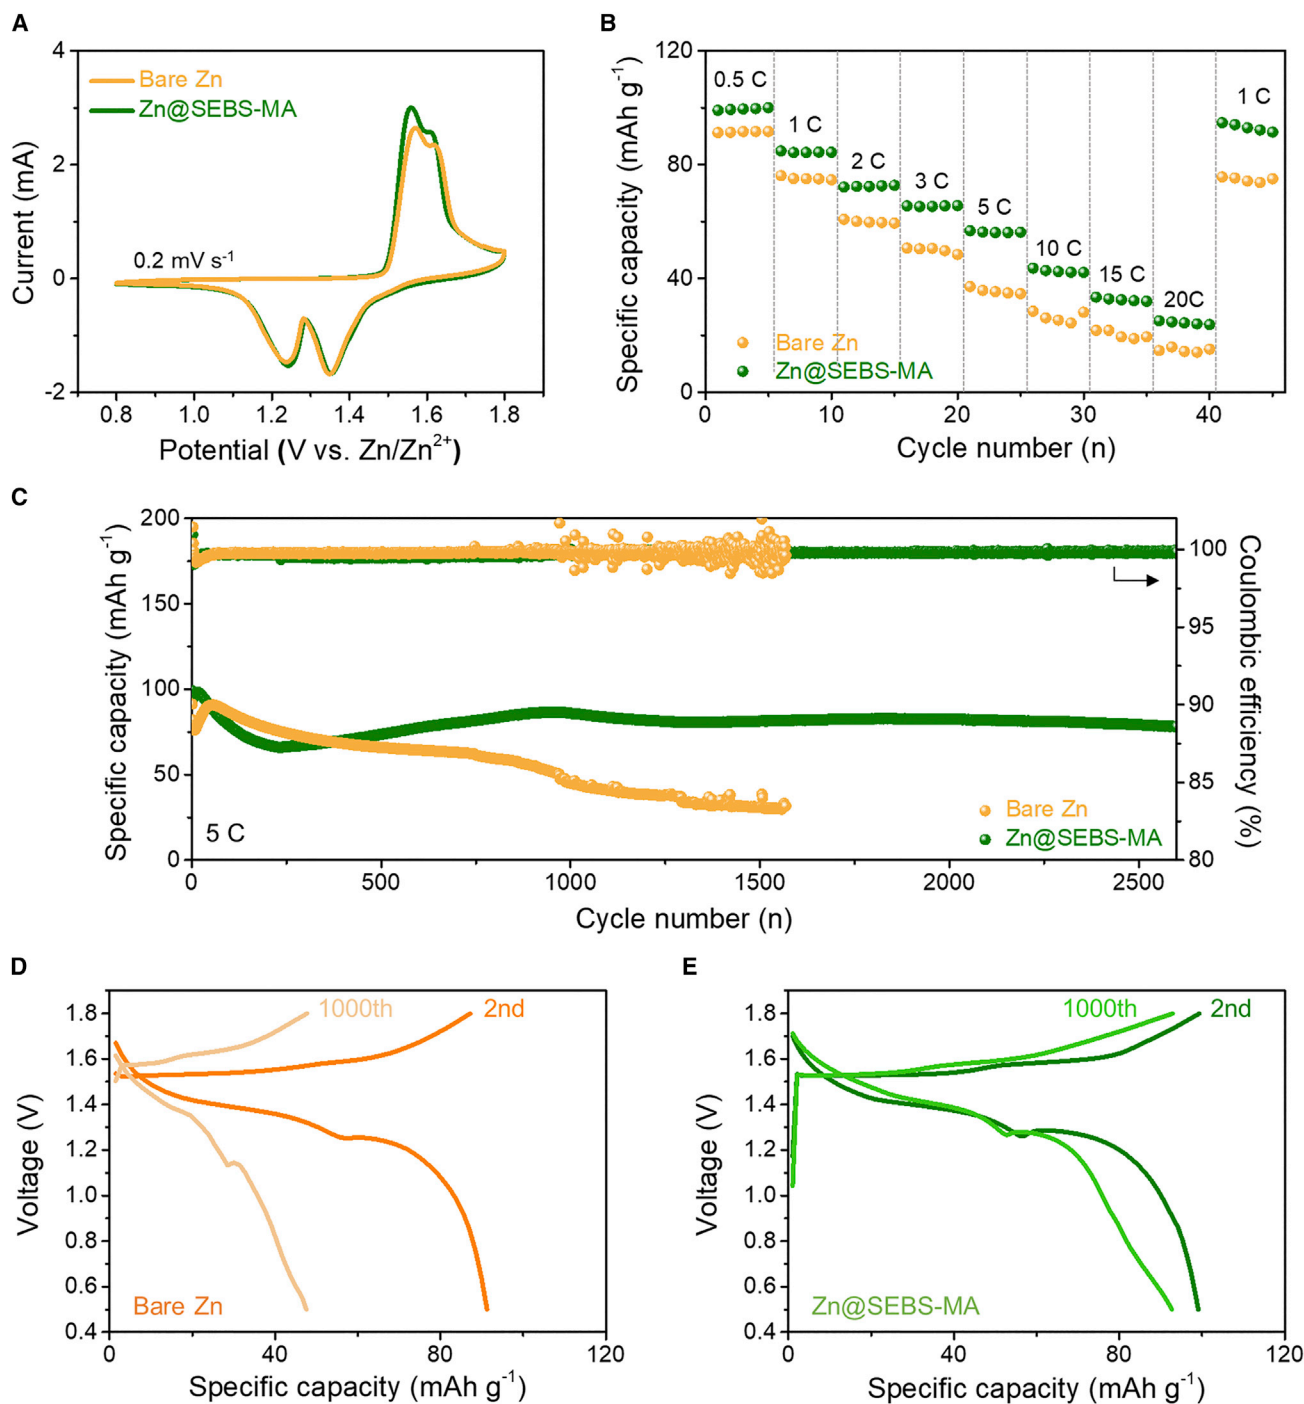 A
4
2
0
-2
Current (mA)
Bare Zn
Zn@SEBS-MA
0.2 mV s⁻¹
0.8 1.0 1.2 1.4 1.6 1.8
Potential (V vs. Zn/Zn²⁺)
B
120
80
40
0
Specific capacity (mAh g⁻¹)
0.5 C
1 C
2 C
3 C
5 C
10 C
15 C
20C
1 C
Bare Zn
Zn@SEBS-MA
0 10 20 30 40
Cycle number (n)
C
200
150
100
50
0
Specific capacity (mAh g⁻¹)
100
95
90
85
80
Coulombic efficiency (%)
5 C
Bare Zn
Zn@SEBS-MA
0 500 1000 1500 2000 2500
Cycle number (n)
D
1.8
1.6
1.4
1.2
1.0
0.8
0.6
0.4
Voltage (V)
1000th 2nd
Bare Zn
0 40 80 120
Specific capacity (mAh g⁻¹)
E
1.8
1.6
1.4
1.2
1.0
0.8
0.6
0.4
Voltage (V)
1000th 2nd
Zn@SEBS-MA
0 40 80 120
Specific capacity (mAh g⁻¹)